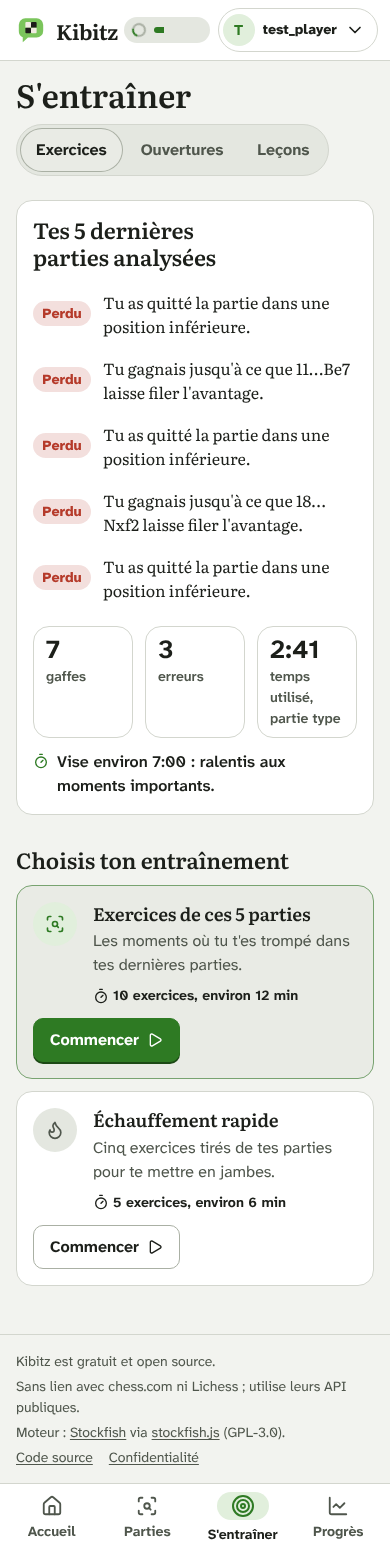 Kibitz
T test_player
S'entraîner
Exercices Ouvertures Leçons
Tes 5 dernières
parties analysées
Perdu
Tu as quitté la partie dans une
position inférieure.
Perdu
Tu gagnais jusqu'à ce que 11…Be7
laisse filer l'avantage.
Perdu
Tu as quitté la partie dans une
position inférieure.
Perdu
Tu gagnais jusqu'à ce que 18…
Nxf2 laisse filer l'avantage.
Perdu
Tu as quitté la partie dans une
position inférieure.
7
gaffes
3
erreurs
2:41
temps
utilisé,
partie type
Vise environ 7:00 : ralentis aux
moments importants.
Choisis ton entraînement
Exercices de ces 5 parties
Les moments où tu t'es trompé dans
tes dernières parties.
10 exercices, environ 12 min
Commencer
Échauffement rapide
Cinq exercices tirés de tes parties
pour te mettre en jambes.
5 exercices, environ 6 min
Commencer
Kibitz est gratuit et open source.
Sans lien avec chess.com ni Lichess ; utilise leurs API
publiques.
Moteur : Stockfish via stockfish.js (GPL-3.0).
Code source Confidentialité
Accueil Parties S'entraîner Progrès